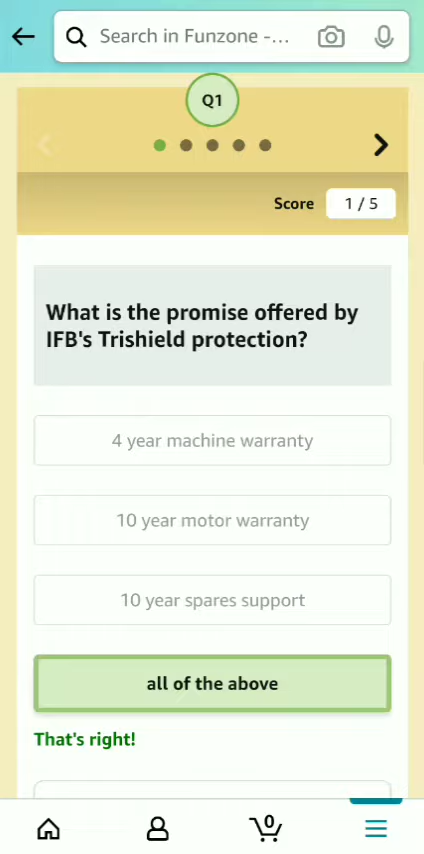 Search in Funzone -...
Q1
Score 1 / 5
What is the promise offered by
IFB's Trishield protection?
4 year machine warranty
10 year motor warranty
10 year spares support
all of the above
That's right!
0